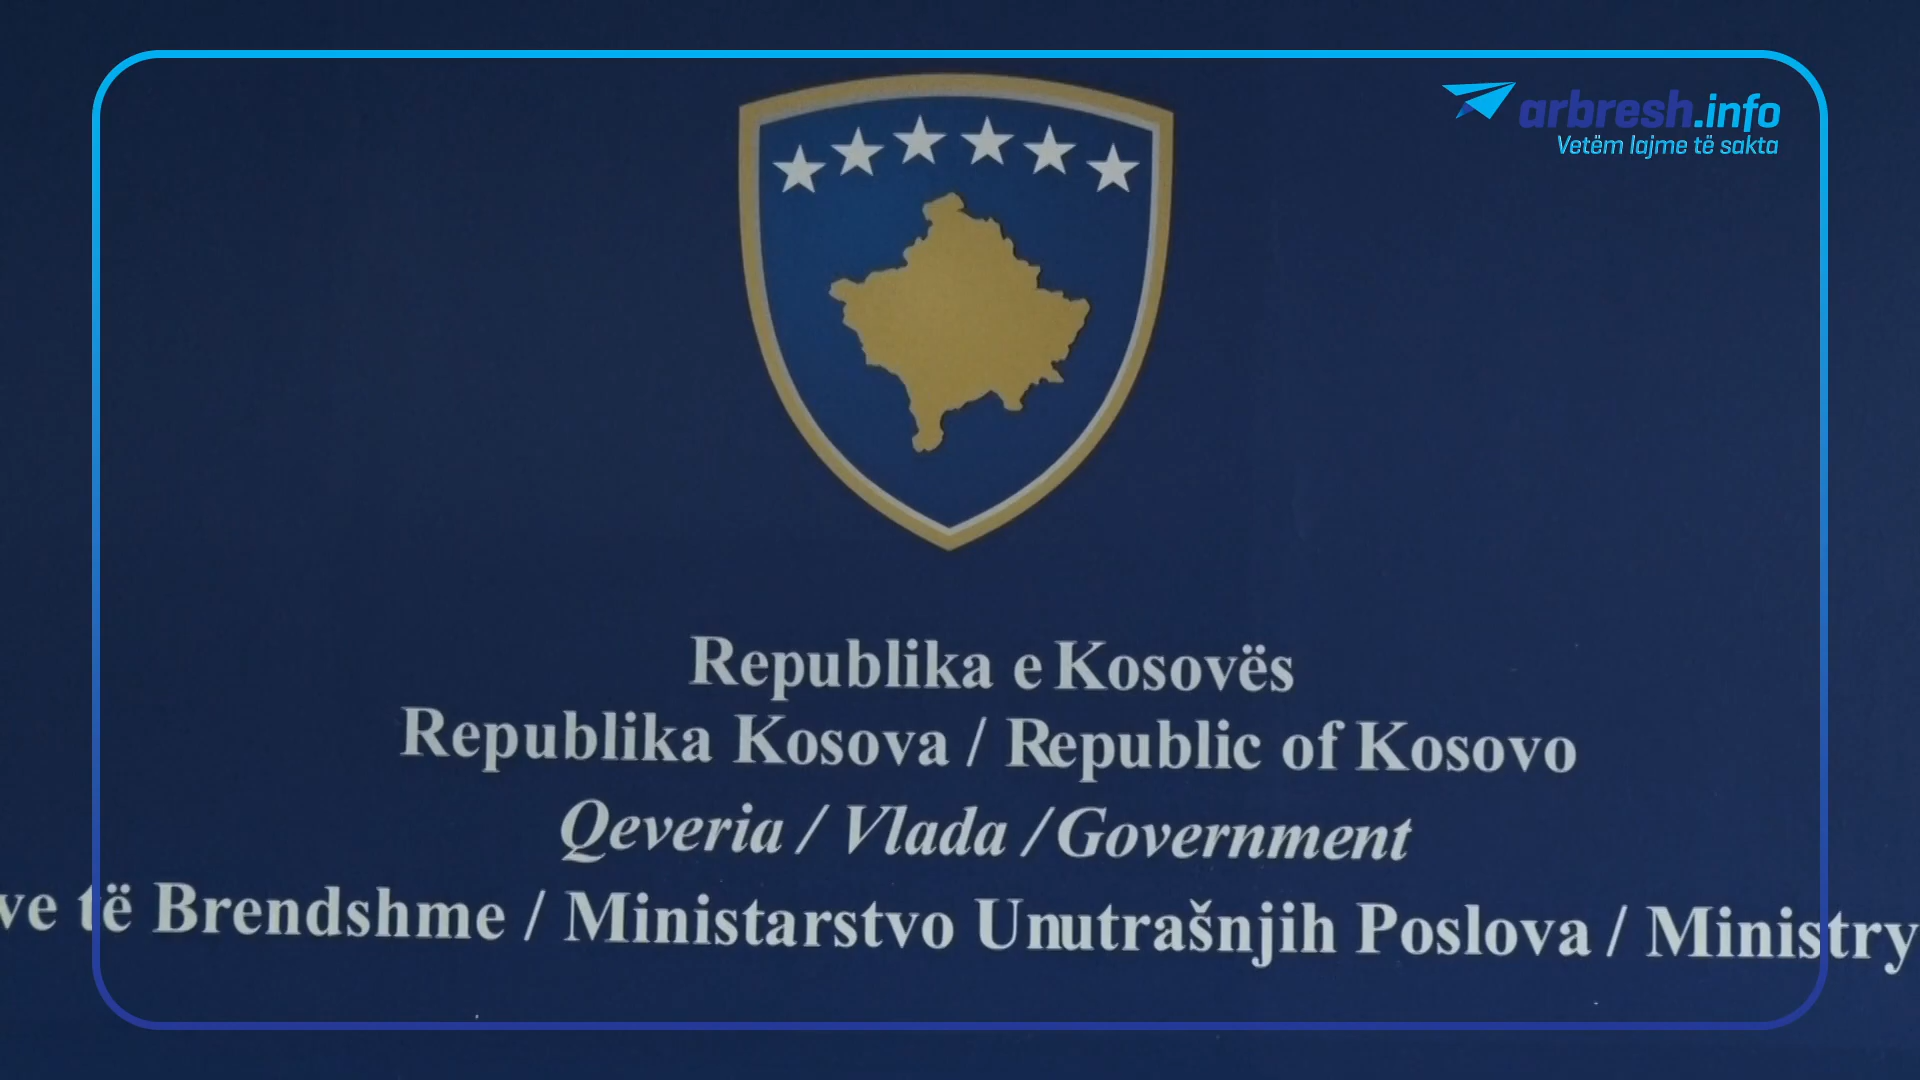 arbresh.info
Vetëm lajme të sakta
Republika e Kosovës
Republika Kosova / Republic of Kosovo
Qeveria / Vlada / Government
ve të Brendshme / Ministarstvo Unutrašnjih Poslova / Ministry